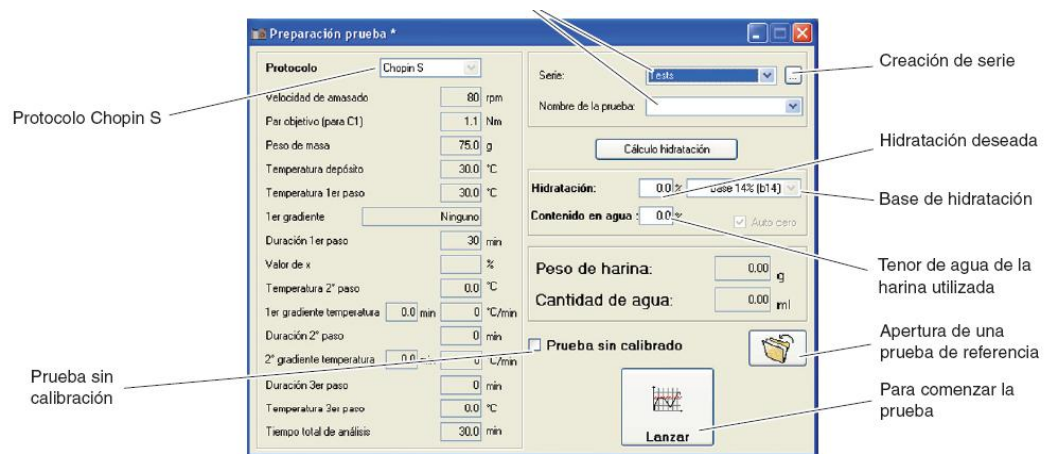 Preparación prueba *
Protocolo Chopin S
Velocidad de amasado 80 rpm
Par objetivo (para C1) 1.1 Nm
Peso de masa 75.0 g
Temperatura depósito 30.0 °C
Temperatura 1er paso 30.0 °C
1er gradiente Ninguno
Duración 1er paso 30 min
Valor de x %
Temperatura 2° paso 0.0 °C
1er gradiente temperatura 0.0 min 0 °C/min
Duración 2° paso 0 min
2° gradiente temperatura 0.0 min 0 °C/min
Duración 3er paso 0 min
Temperatura 3er paso 0.0 °C
Tiempo total de análisis 30.0 min
Serie: Tests ...
Nombre de la prueba:
Cálculo hidratación
Hidratación: 0.0 % Base 14% (b14)
Contenido en agua : 0.0 % Auto cero
Peso de harina: 0.00 g
Cantidad de agua: 0.00 ml
Prueba sin calibrado
Lanzar
Protocolo Chopin S
Prueba sin
calibración
Creación de serie
Hidratación deseada
Base de hidratación
Tenor de agua de la
harina utilizada
Apertura de una
prueba de referencia
Para comenzar la
prueba